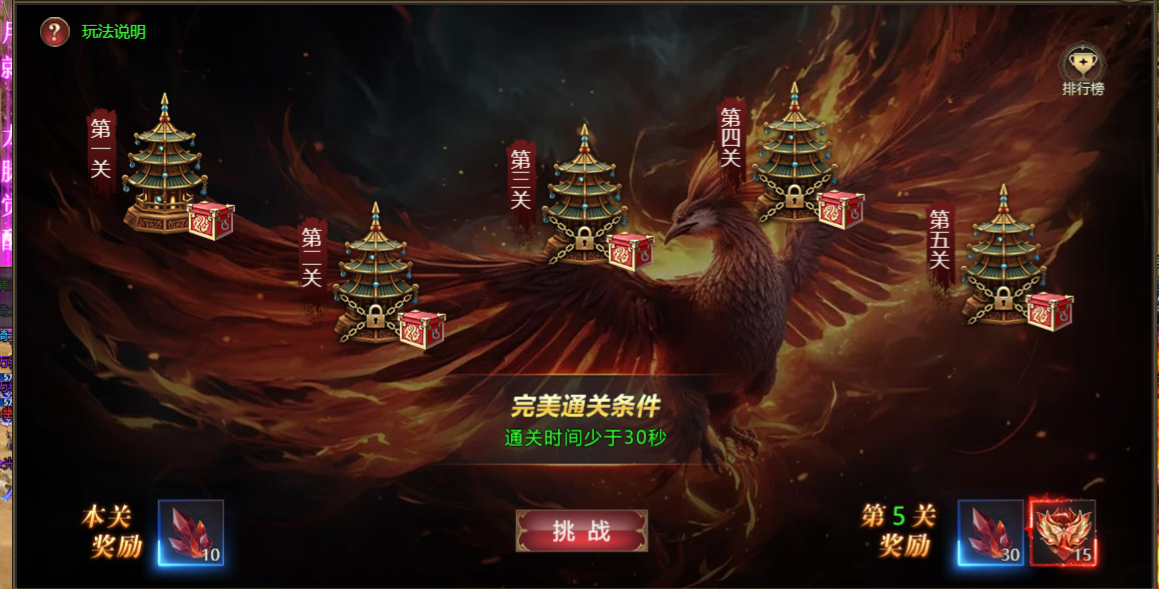 玩法说明
排行榜
第一关
第二关
第三关
第四关
第五关
完美通关条件
通关时间少于30秒
本关
奖励
10
挑战
第5关
奖励
30
15